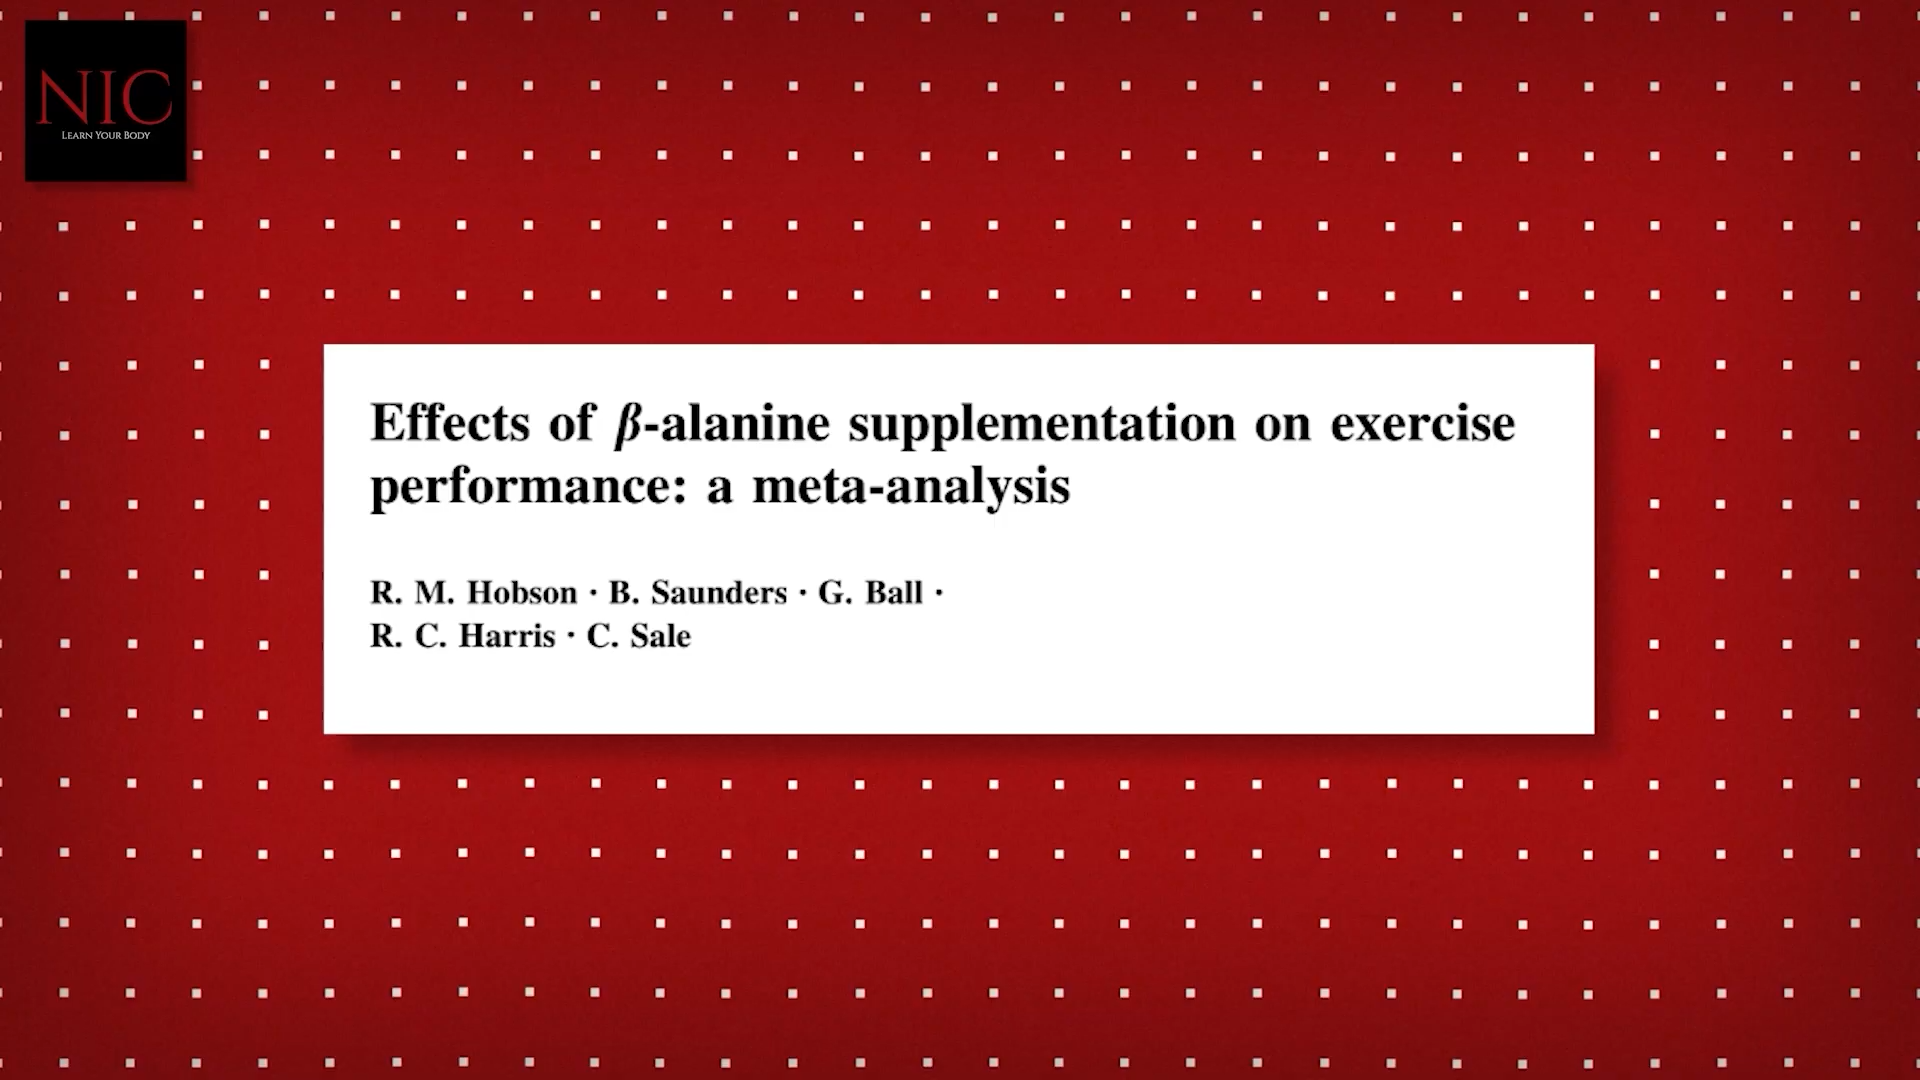 NIC
LEARN YOUR BODY
Effects of β-alanine supplementation on exercise
performance: a meta-analysis
R. M. Hobson · B. Saunders · G. Ball ·
R. C. Harris · C. Sale